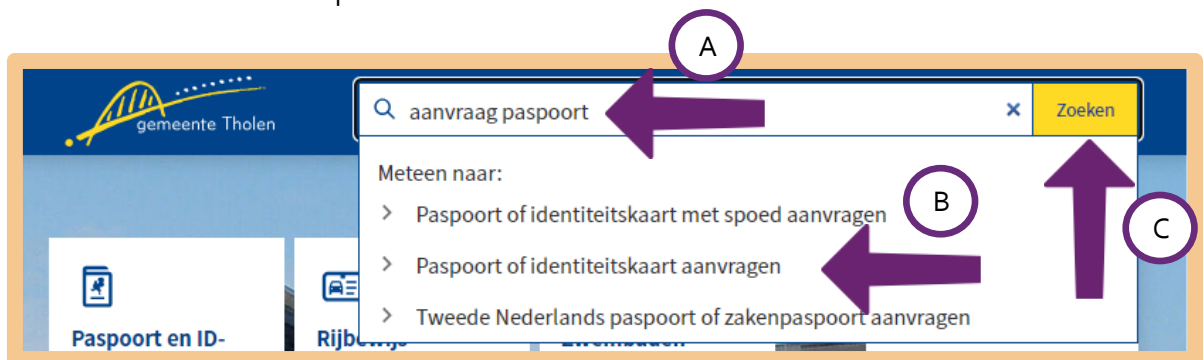 A
gemeente Tholen
aanvraag paspoort
Zoeken
Meteen naar:
Paspoort of identiteitskaart met spoed aanvragen
B
C
Paspoort of identiteitskaart aanvragen
Tweede Nederlands paspoort of zakenpaspoort aanvragen
Paspoort en ID-